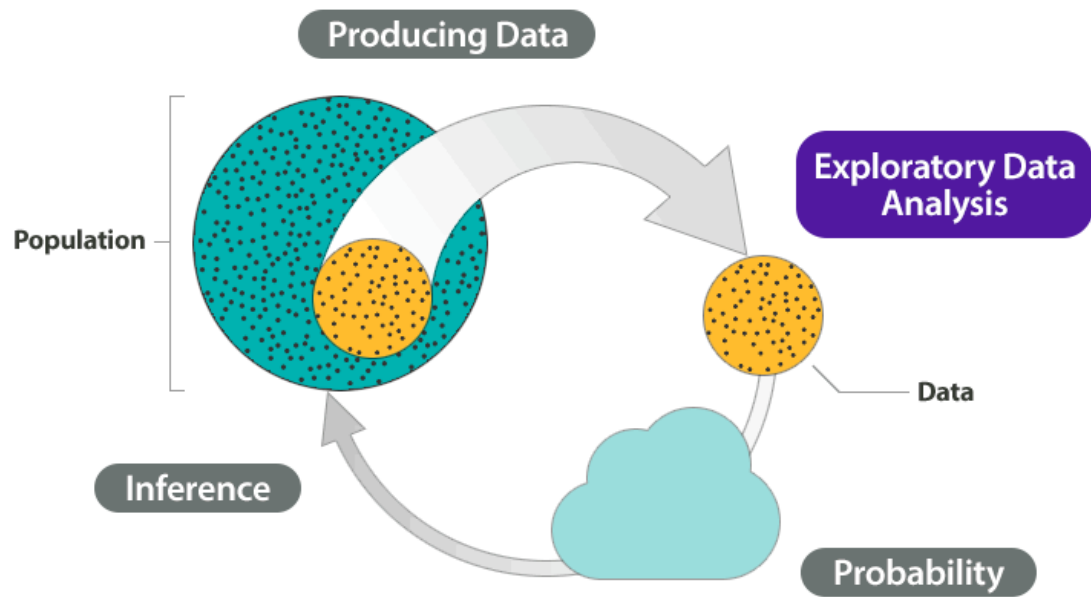 Producing Data
Exploratory Data
Analysis
Population
Data
Inference
Probability